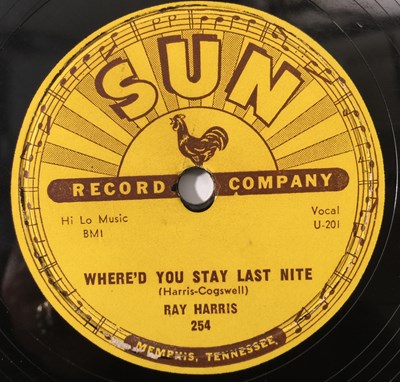 SUN
RECORD COMPANY
Hi Lo Music
BMI
Vocal
U-201
WHERE'D YOU STAY LAST NITE
(Harris-Cogswell)
RAY HARRIS
254
MEMPHIS, TENNESSEE